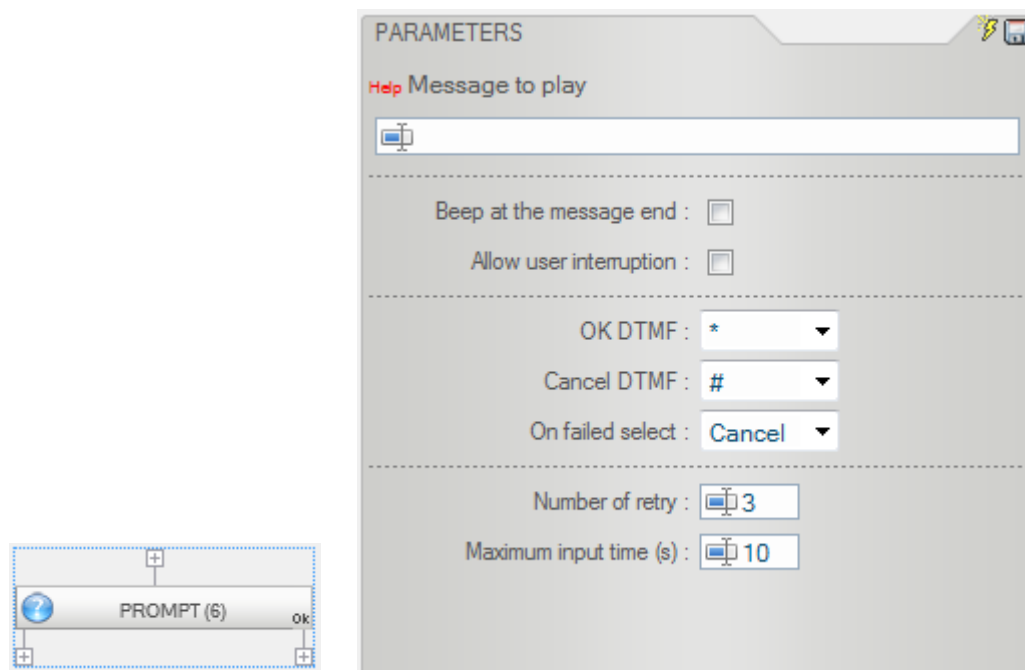 PARAMETERS
Help Message to play
Beep at the message end :
Allow user interruption :
OK DTMF : *
Cancel DTMF : #
On failed select : Cancel
Number of retry : 3
Maximum input time (s) : 10
PROMPT (6)
Ok